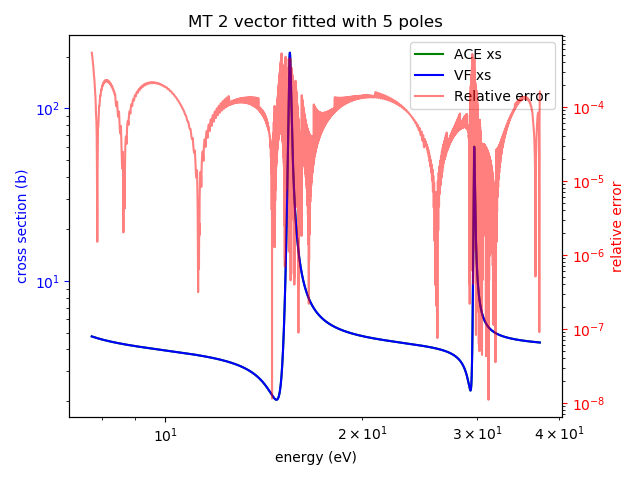 MT 2 vector fitted with 5 poles
ACE xs
VF xs
Relative error
cross section (b)
10²
10¹
relative error
10⁻⁴
10⁻⁵
10⁻⁶
10⁻⁷
10⁻⁸
10¹
2 × 10¹
3 × 10¹
4 × 10¹
energy (eV)